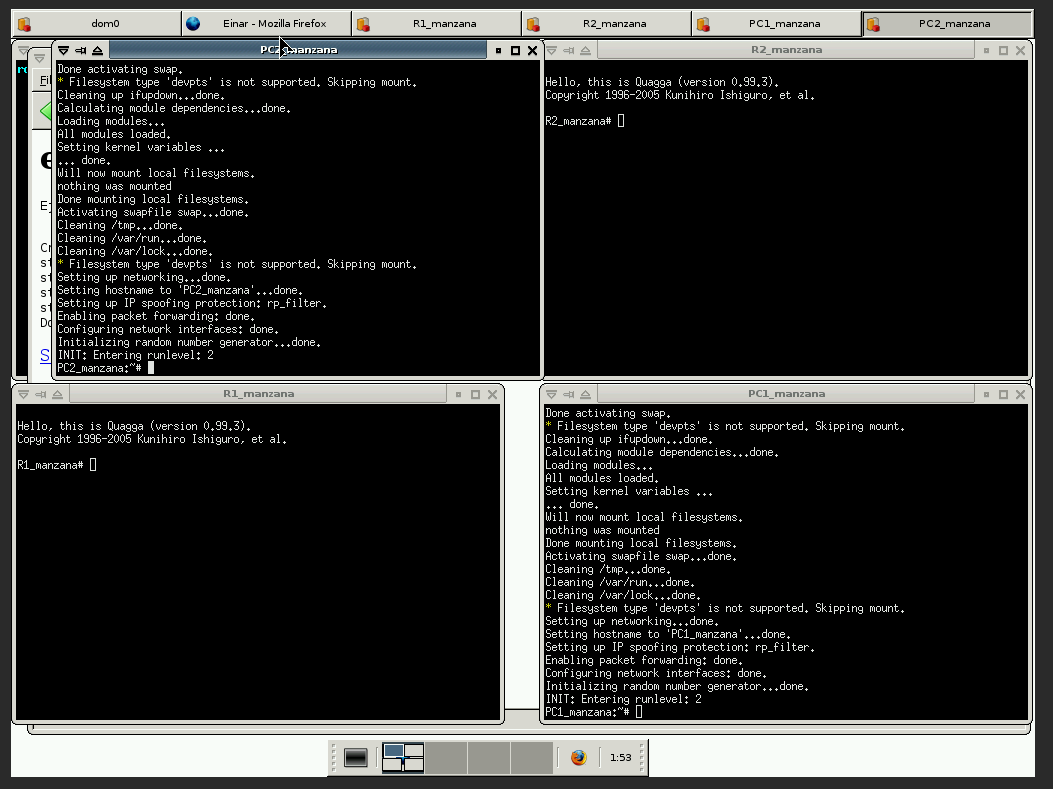 dom0
Einar - Mozilla Firefox
R1_manzana
R2_manzana
PC1_manzana
PC2_manzana
PC2_manzana
Done activating swap.
* Filesystem type 'devpts' is not supported. Skipping mount.
Cleaning up ifupdown...done.
Calculating module dependencies...done.
Loading modules...
All modules loaded.
Setting kernel variables ...
... done.
Will now mount local filesystems.
nothing was mounted
Done mounting local filesystems.
Activating swapfile swap...done.
Cleaning /tmp...done.
Cleaning /var/run...done.
Cleaning /var/lock...done.
* Filesystem type 'devpts' is not supported. Skipping mount.
Setting up networking...done.
Setting hostname to 'PC2_manzana'...done.
Setting up IP spoofing protection: rp_filter.
Enabling packet forwarding: done.
Configuring network interfaces: done.
Initializing random number generator...done.
INIT: Entering runlevel: 2
PC2_manzana:~#
R2_manzana
Hello, this is Quagga (version 0.99.3).
Copyright 1996-2005 Kunihiro Ishiguro, et al.
R2_manzana#
R1_manzana
Hello, this is Quagga (version 0.99.3).
Copyright 1996-2005 Kunihiro Ishiguro, et al.
R1_manzana#
PC1_manzana
Done activating swap.
* Filesystem type 'devpts' is not supported. Skipping mount.
Cleaning up ifupdown...done.
Calculating module dependencies...done.
Loading modules...
All modules loaded.
Setting kernel variables ...
... done.
Will now mount local filesystems.
nothing was mounted
Done mounting local filesystems.
Activating swapfile swap...done.
Cleaning /tmp...done.
Cleaning /var/run...done.
Cleaning /var/lock...done.
* Filesystem type 'devpts' is not supported. Skipping mount.
Setting up networking...done.
Setting hostname to 'PC1_manzana'...done.
Setting up IP spoofing protection: rp_filter.
Enabling packet forwarding: done.
Configuring network interfaces: done.
Initializing random number generator...done.
INIT: Entering runlevel: 2
PC1_manzana:~#
1:53